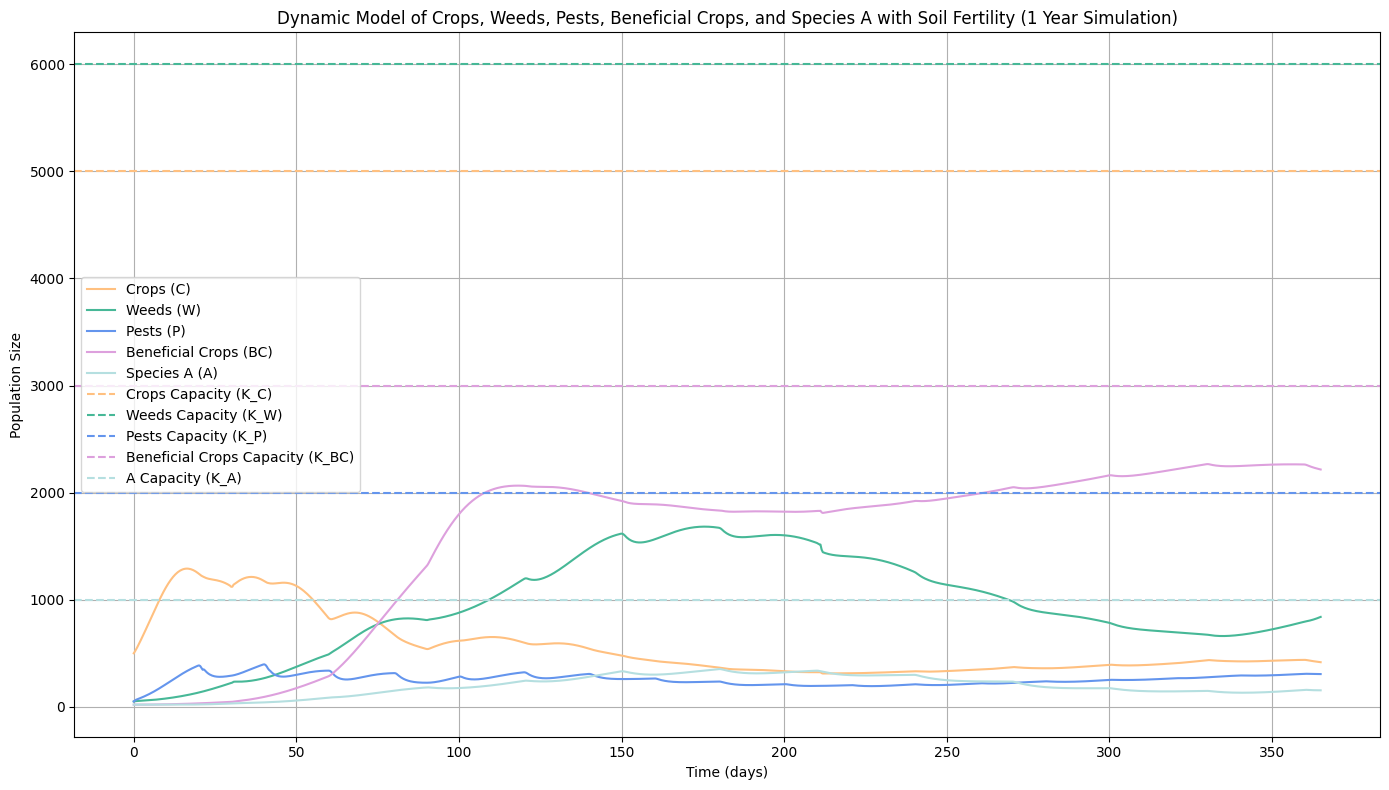 Dynamic Model of Crops, Weeds, Pests, Beneficial Crops, and Species A with Soil Fertility (1 Year Simulation)
Population Size
6000
5000
4000
3000
2000
1000
0
Crops (C)
Weeds (W)
Pests (P)
Beneficial Crops (BC)
Species A (A)
Crops Capacity (K_C)
Weeds Capacity (K_W)
Pests Capacity (K_P)
Beneficial Crops Capacity (K_BC)
A Capacity (K_A)
0 50 100 150 200 250 300 350
Time (days)